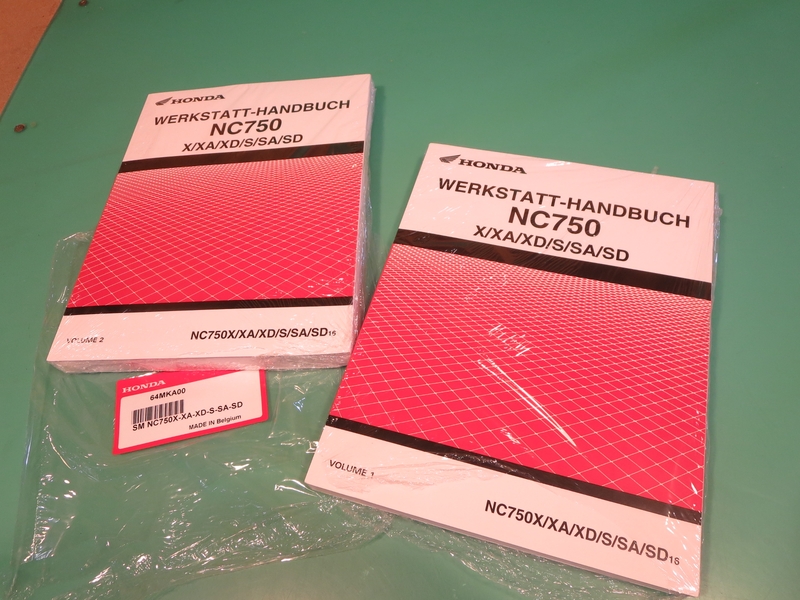 HONDA
WERKSTATT-HANDBUCH
NC750
X/XA/XD/S/SA/SD
VOLUME 2
NC750X/XA/XD/S/SA/SD16
HONDA
64MKA00
SM NC750X-XA-XD-S-SA-SD
MADE IN Belgium
HONDA
WERKSTATT-HANDBUCH
NC750
X/XA/XD/S/SA/SD
VOLUME 1
NC750X/XA/XD/S/SA/SD16